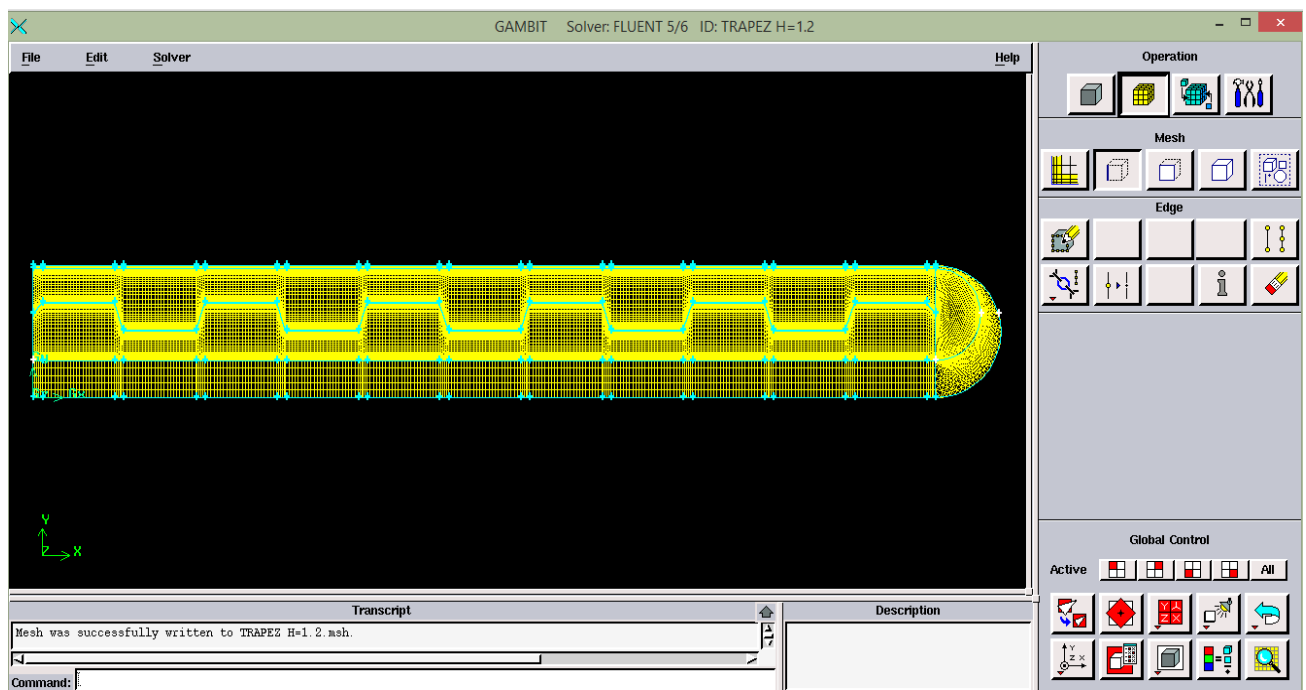 GAMBIT Solver: FLUENT 5/6 ID: TRAPEZ H=1.2
File Edit Solver Help
Operation
Mesh
Edge
Y
Z X
Global Control
Active All
Transcript
Description
Mesh was successfully written to TRAPEZ H=1.2.msh.
Command: